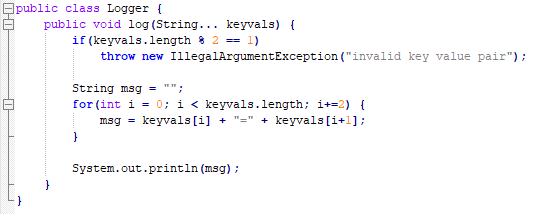 public class Logger {
public void log(String... keyvals) {
if(keyvals.length % 2 == 1)
throw new IllegalArgumentException("invalid key value pair");
String msg = "";
for(int i = 0; i < keyvals.length; i+=2) {
msg = keyvals[i] + "=" + keyvals[i+1];
}
System.out.println(msg);
}
}